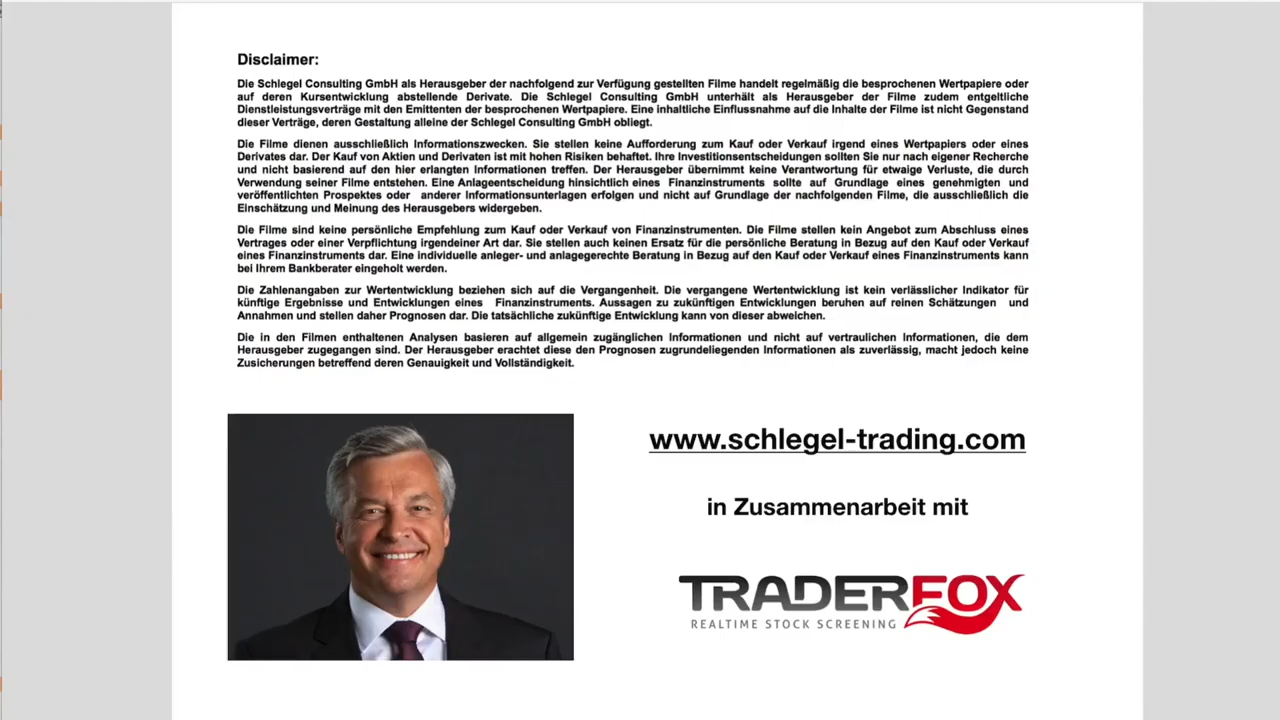 Disclaimer:
Die Schlegel Consulting GmbH als Herausgeber der nachfolgend zur Verfügung gestellten Filme handelt regelmäßig die besprochenen Wertpapiere oder
auf deren Kursentwicklung abstellende Derivate. Die Schlegel Consulting GmbH unterhält als Herausgeber der Filme zudem entgeltliche
Dienstleistungsverträge mit den Emittenten der besprochenen Wertpapiere. Eine inhaltliche Einflussnahme auf die Inhalte der Filme ist nicht Gegenstand
dieser Verträge, deren Gestaltung alleine der Schlegel Consulting GmbH obliegt.
Die Filme dienen ausschließlich Informationszwecken. Sie stellen keine Aufforderung zum Kauf oder Verkauf irgend eines Wertpapiers oder eines
Derivates dar. Der Kauf von Aktien und Derivaten ist mit hohen Risiken behaftet. Ihre Investitionsentscheidungen sollten Sie nur nach eigener Recherche
und nicht basierend auf den hier erlangten Informationen treffen. Der Herausgeber übernimmt keine Verantwortung für etwaige Verluste, die durch
Verwendung seiner Filme entstehen. Eine Anlageentscheidung hinsichtlich eines Finanzinstruments sollte auf Grundlage eines genehmigten und
veröffentlichten Prospektes oder anderer Informationsunterlagen erfolgen und nicht auf Grundlage der nachfolgenden Filme, die ausschließlich die
Einschätzung und Meinung des Herausgebers widergeben.
Die Filme sind keine persönliche Empfehlung zum Kauf oder Verkauf von Finanzinstrumenten. Die Filme stellen kein Angebot zum Abschluss eines
Vertrages oder einer Verpflichtung irgendeiner Art dar. Sie stellen auch keinen Ersatz für die persönliche Beratung in Bezug auf den Kauf oder Verkauf
eines Finanzinstruments dar. Eine individuelle anleger- und anlagegerechte Beratung in Bezug auf den Kauf oder Verkauf eines Finanzinstruments kann
bei Ihrem Bankberater eingeholt werden.
Die Zahlenangaben zur Wertentwicklung beziehen sich auf die Vergangenheit. Die vergangene Wertentwicklung ist kein verlässlicher Indikator für
künftige Ergebnisse und Entwicklungen eines Finanzinstruments. Aussagen zu zukünftigen Entwicklungen beruhen auf reinen Schätzungen und
Annahmen und stellen daher Prognosen dar. Die tatsächliche zukünftige Entwicklung kann von dieser abweichen.
Die in den Filmen enthaltenen Analysen basieren auf allgemein zugänglichen Informationen und nicht auf vertraulichen Informationen, die dem
Herausgeber zugegangen sind. Der Herausgeber erachtet diese den Prognosen zugrundeliegenden Informationen als zuverlässig, macht jedoch keine
Zusicherungen betreffend deren Genauigkeit und Vollständigkeit.
www.schlegel-trading.com
in Zusammenarbeit mit
TRADERFOX
REALTIME STOCK SCREENING